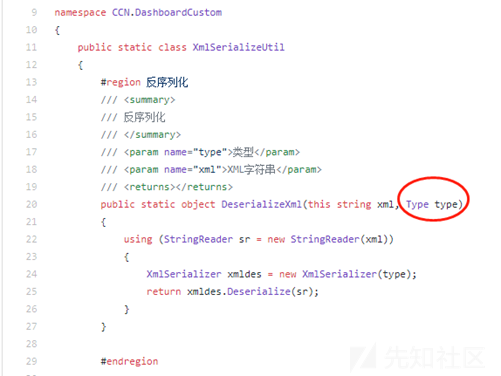 9 namespace CCN.DashboardCustom
10 {
11 public static class XmlSerializeUtil
12 {
13 #region 反序列化
14 /// <summary>
15 /// 反序列化
16 /// </summary>
17 /// <param name="type">类型</param>
18 /// <param name="xml">XML字符串</param>
19 /// <returns></returns>
20 public static object DeserializeXml(this string xml, Type type)
21 {
22 using (StringReader sr = new StringReader(xml))
23 {
24 XmlSerializer xmldes = new XmlSerializer(type);
25 return xmldes.Deserialize(sr);
26 }
27 }
28
29 #endregion
先知社区